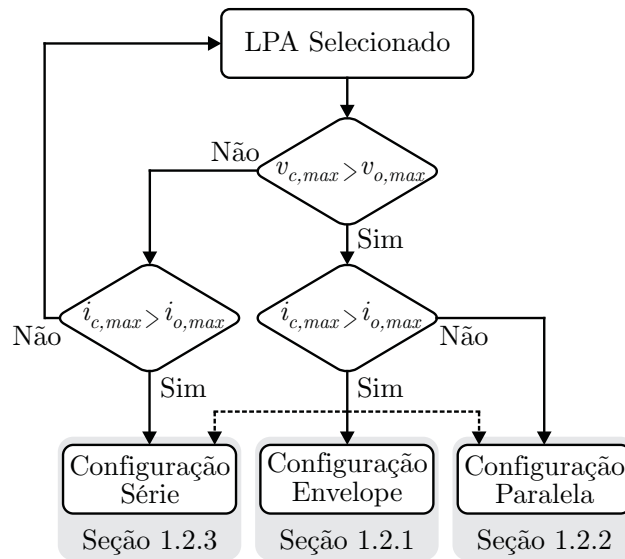 LPA Selecionado
Não
v_{c,max} > v_{o,max}
Sim
i_{c,max} > i_{o,max}
i_{c,max} > i_{o,max}
Não
Não
Sim
Sim
Configuração
Série
Configuração
Envelope
Configuração
Paralela
Seção 1.2.3
Seção 1.2.1
Seção 1.2.2